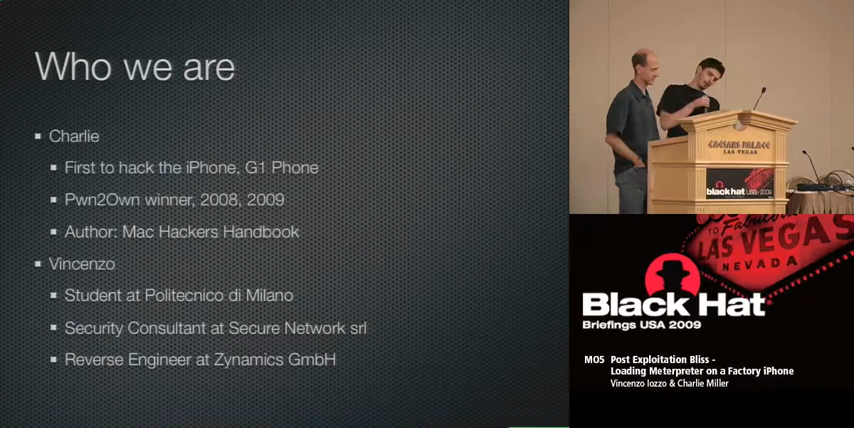 Who we are
Charlie
First to hack the iPhone, G1 Phone
Pwn2Own winner, 2008, 2009
Author: Mac Hackers Handbook
Vincenzo
Student at Politecnico di Milano
Security Consultant at Secure Network srl
Reverse Engineer at Zynamics GmbH
CAESARS PALACE
LAS VEGAS
black hat USA 2009
TO Fabulous
LAS VEGAS
NEVADA
Black Hat
Briefings USA 2009
MO5 Post Exploitation Bliss -
Loading Meterpreter on a Factory iPhone
Vincenzo Iozzo & Charlie Miller